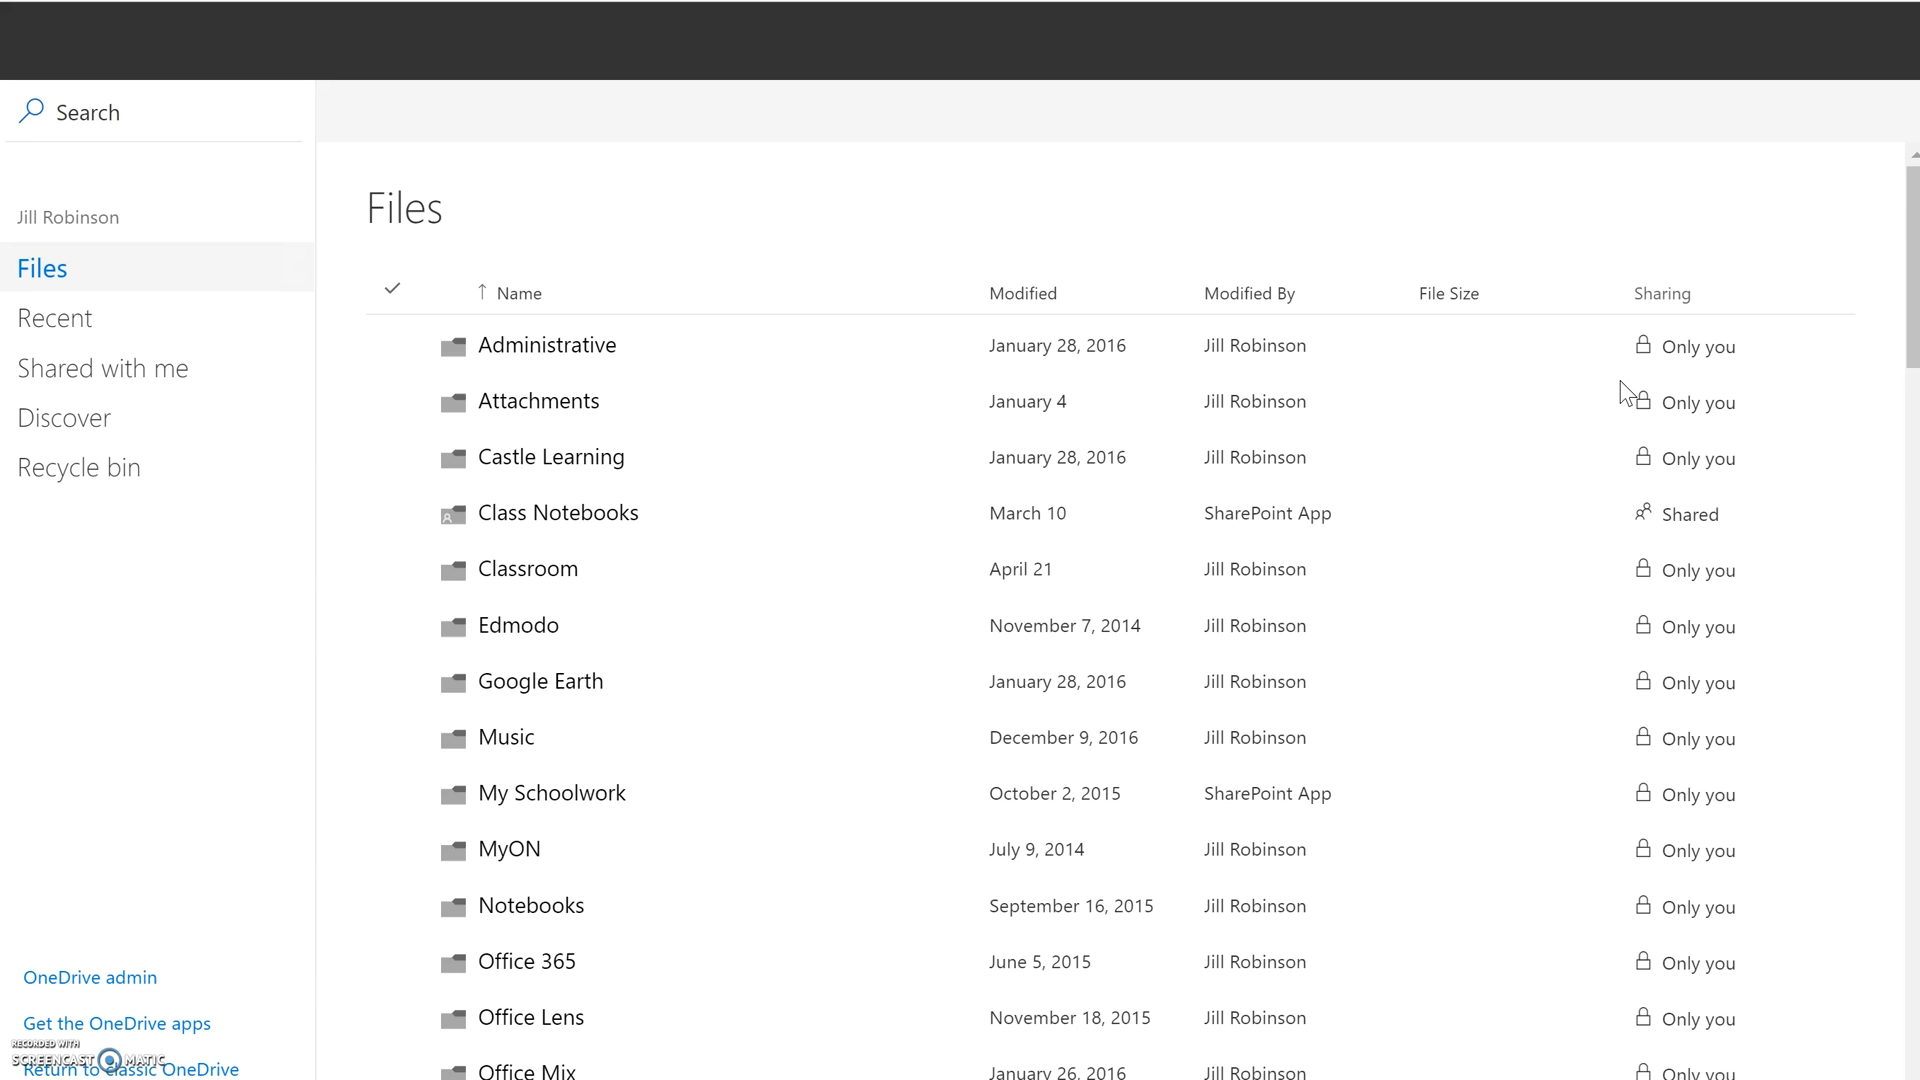 Search
Jill Robinson
Files
Recent
Shared with me
Discover
Recycle bin
OneDrive admin
Get the OneDrive apps
RECORDED WITH
SCREENCAST MATIC
Return to classic OneDrive
Files
↑ Name Modified Modified By File Size Sharing
Administrative January 28, 2016 Jill Robinson Only you
Attachments January 4 Jill Robinson Only you
Castle Learning January 28, 2016 Jill Robinson Only you
Class Notebooks March 10 SharePoint App Shared
Classroom April 21 Jill Robinson Only you
Edmodo November 7, 2014 Jill Robinson Only you
Google Earth January 28, 2016 Jill Robinson Only you
Music December 9, 2016 Jill Robinson Only you
My Schoolwork October 2, 2015 SharePoint App Only you
MyON July 9, 2014 Jill Robinson Only you
Notebooks September 16, 2015 Jill Robinson Only you
Office 365 June 5, 2015 Jill Robinson Only you
Office Lens November 18, 2015 Jill Robinson Only you
Office Mix January 26, 2016 Jill Robinson Only you